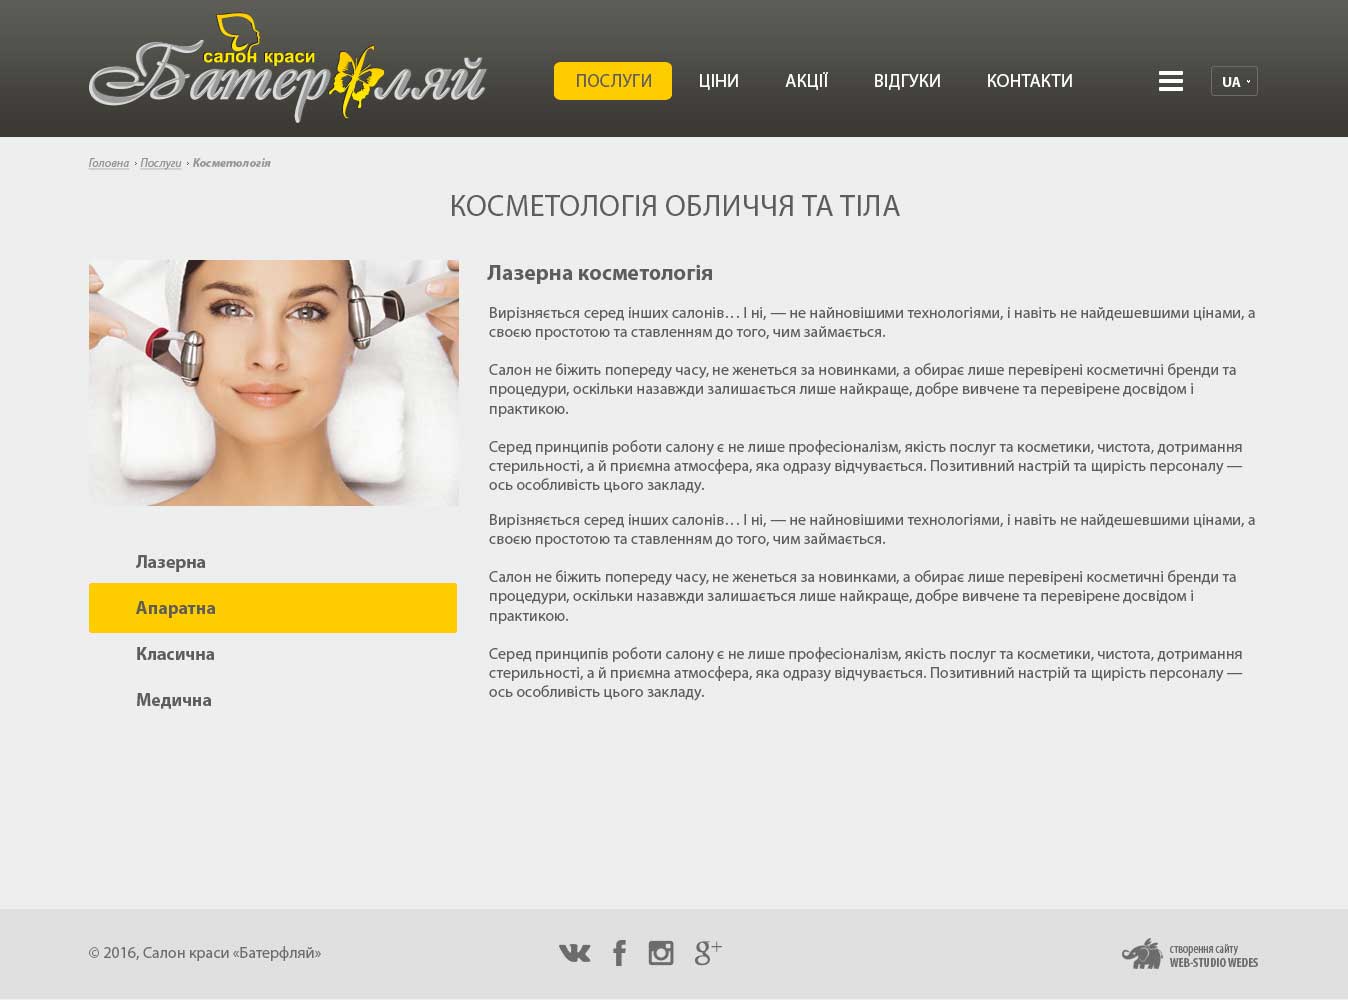 салон краси
Батерфляй
ПОСЛУГИ ЦІНИ АКЦІЇ ВІДГУКИ КОНТАКТИ UA
Головна Послуги Косметологія
КОСМЕТОЛОГІЯ ОБЛИЧЧЯ ТА ТІЛА
Лазерна косметологія
Вирізняється серед інших салонів… І ні, — не найновішими технологіями, і навіть не найдешевшими цінами, а
своєю простотою та ставленням до того, чим займається.
Салон не біжить попереду часу, не женеться за новинками, а обирає лише перевірені косметичні бренди та
процедури, оскільки назавжди залишається лише найкраще, добре вивчене та перевірене досвідом і
практикою.
Серед принципів роботи салону є не лише професіоналізм, якість послуг та косметики, чистота, дотримання
стерильності, а й приємна атмосфера, яка одразу відчувається. Позитивний настрій та щирість персоналу —
ось особливість цього закладу.
Вирізняється серед інших салонів… І ні, — не найновішими технологіями, і навіть не найдешевшими цінами, а
своєю простотою та ставленням до того, чим займається.
Салон не біжить попереду часу, не женеться за новинками, а обирає лише перевірені косметичні бренди та
процедури, оскільки назавжди залишається лише найкраще, добре вивчене та перевірене досвідом і
практикою.
Серед принципів роботи салону є не лише професіоналізм, якість послуг та косметики, чистота, дотримання
стерильності, а й приємна атмосфера, яка одразу відчувається. Позитивний настрій та щирість персоналу —
ось особливість цього закладу.
Лазерна
Апаратна
Класична
Медична
© 2016, Салон краси «Батерфляй»
g+
створення сайту
WEB-STUDIO WEDES